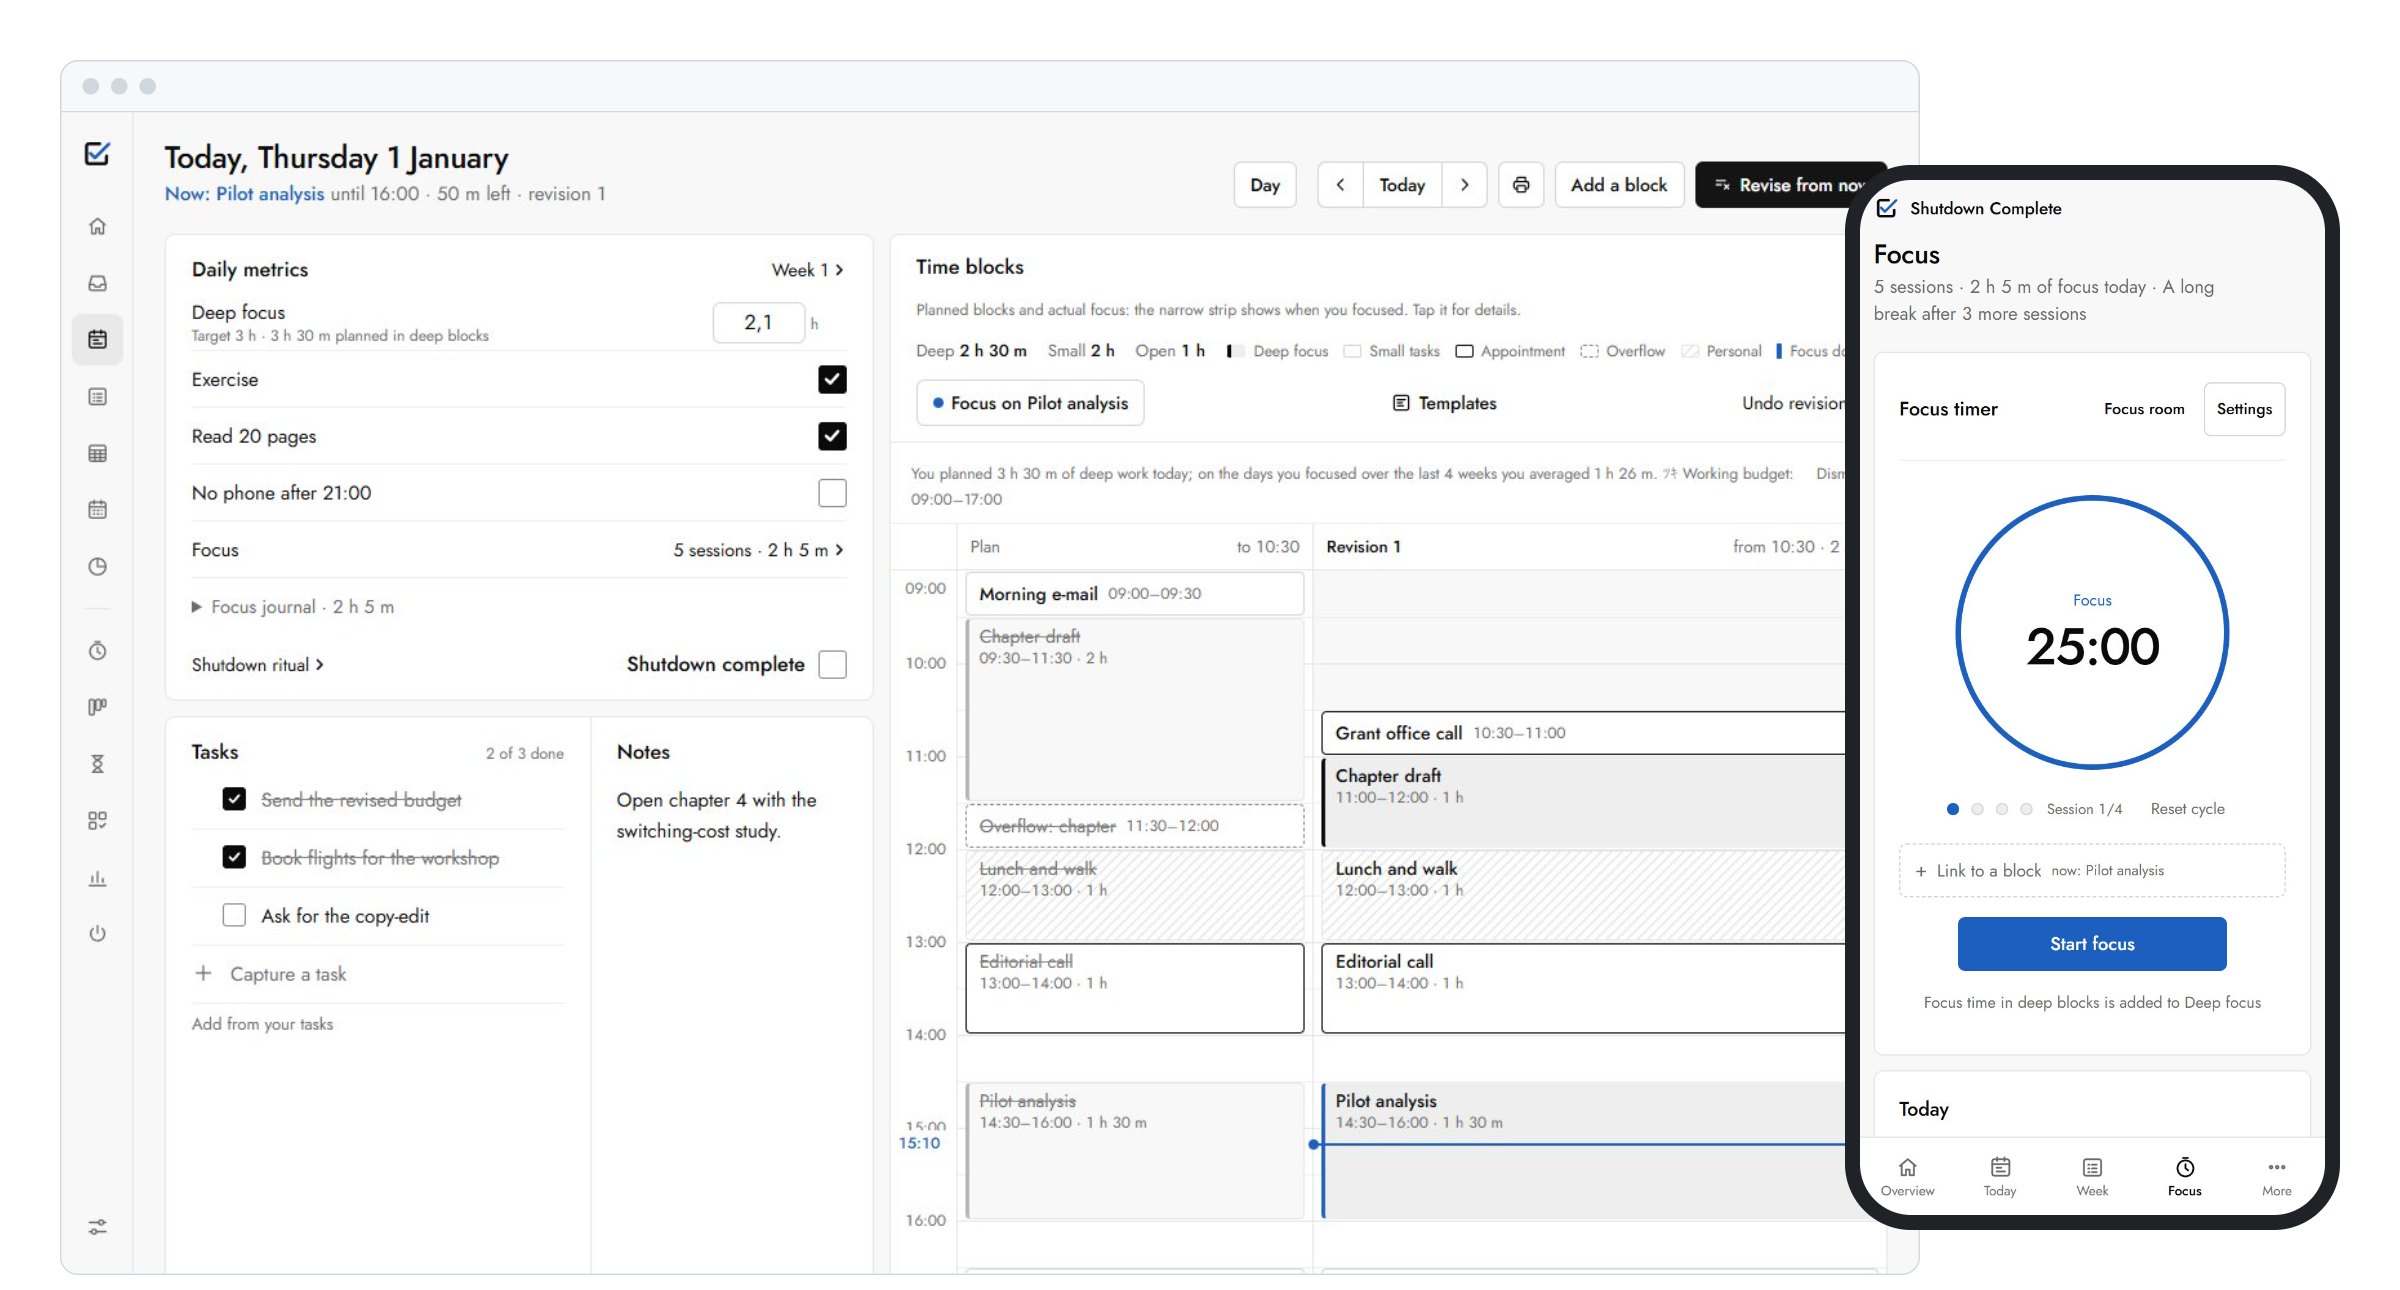 Today, Thursday 1 January
Now: Pilot analysis until 16:00 · 50 m left · revision 1
Day
Today
Add a block
Revise from now
Daily metrics
Week 1
Deep focus
Target 3 h · 3 h 30 m planned in deep blocks
2,1 h
Exercise
Read 20 pages
No phone after 21:00
Focus
5 sessions · 2 h 5 m
Focus journal · 2 h 5 m
Shutdown ritual
Shutdown complete
Tasks
2 of 3 done
Send the revised budget
Book flights for the workshop
Ask for the copy-edit
Capture a task
Add from your tasks
Notes
Open chapter 4 with the
switching-cost study.
Time blocks
Planned blocks and actual focus: the narrow strip shows when you focused. Tap it for details.
Deep 2 h 30 m Small 2 h Open 1 h Deep focus Small tasks Appointment Overflow Personal Focus
Focus on Pilot analysis
Templates
Undo revision
You planned 3 h 30 m of deep work today; on the days you focused over the last 4 weeks you averaged 1 h 26 m. Working budget:
09:00–17:00
Plan
to 10:30
Revision 1
from 10:30 · 2
09:00
10:00
11:00
12:00
13:00
14:00
15:00
15:10
16:00
Morning e-mail 09:00–09:30
Chapter draft
09:30–11:30 · 2 h
Overflow: chapter 11:30–12:00
Lunch and walk
12:00–13:00 · 1 h
Editorial call
13:00–14:00 · 1 h
Pilot analysis
14:30–16:00 · 1 h 30 m
Grant office call 10:30–11:00
Chapter draft
11:00–12:00 · 1 h
Lunch and walk
12:00–13:00 · 1 h
Editorial call
13:00–14:00 · 1 h
Pilot analysis
14:30–16:00 · 1 h 30 m
Shutdown Complete
Focus
5 sessions · 2 h 5 m of focus today · A long
break after 3 more sessions
Focus timer
Focus room
Settings
Focus
25:00
Session 1/4
Reset cycle
+ Link to a block now: Pilot analysis
Start focus
Focus time in deep blocks is added to Deep focus
Today
Overview
Today
Week
Focus
More